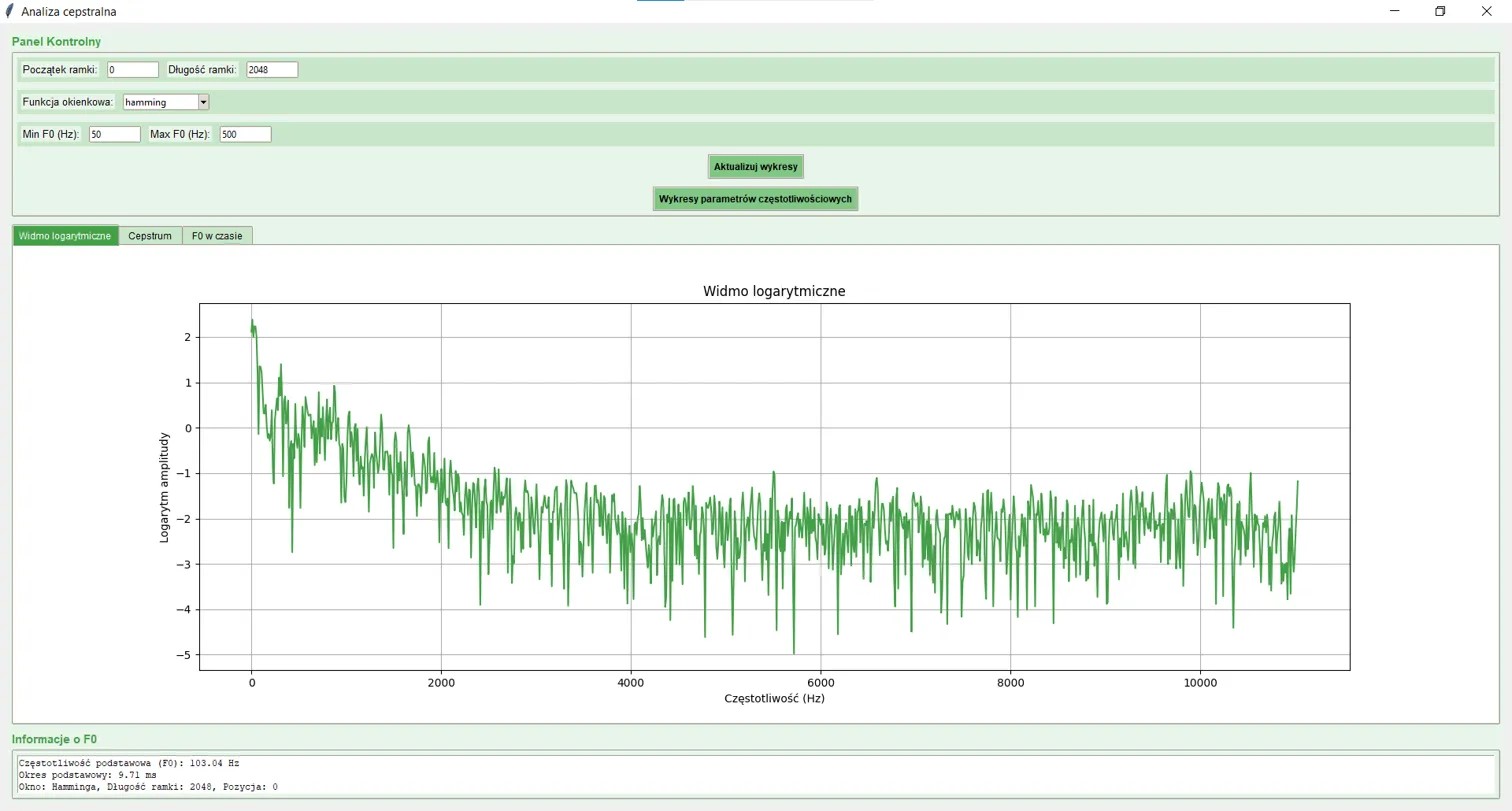 Analiza cepstralna
Panel Kontrolny
Początek ramki: 0 Długość ramki: 2048
Funkcja okienkowa: hamming
Min F0 (Hz): 50 Max F0 (Hz): 500
Aktualizuj wykresy
Wykresy parametrów częstotliwościowych
Widmo logarytmiczne Cepstrum F0 w czasie
Widmo logarytmiczne
2
1
0
−1
−2
−3
−4
−5
Logarytm amplitudy
0 2000 4000 6000 8000 10000
Częstotliwość (Hz)
Informacje o F0
Częstotliwość podstawowa (F0): 103.04 Hz
Okres podstawowy: 9.71 ms
Okno: Hamminga, Długość ramki: 2048, Pozycja: 0